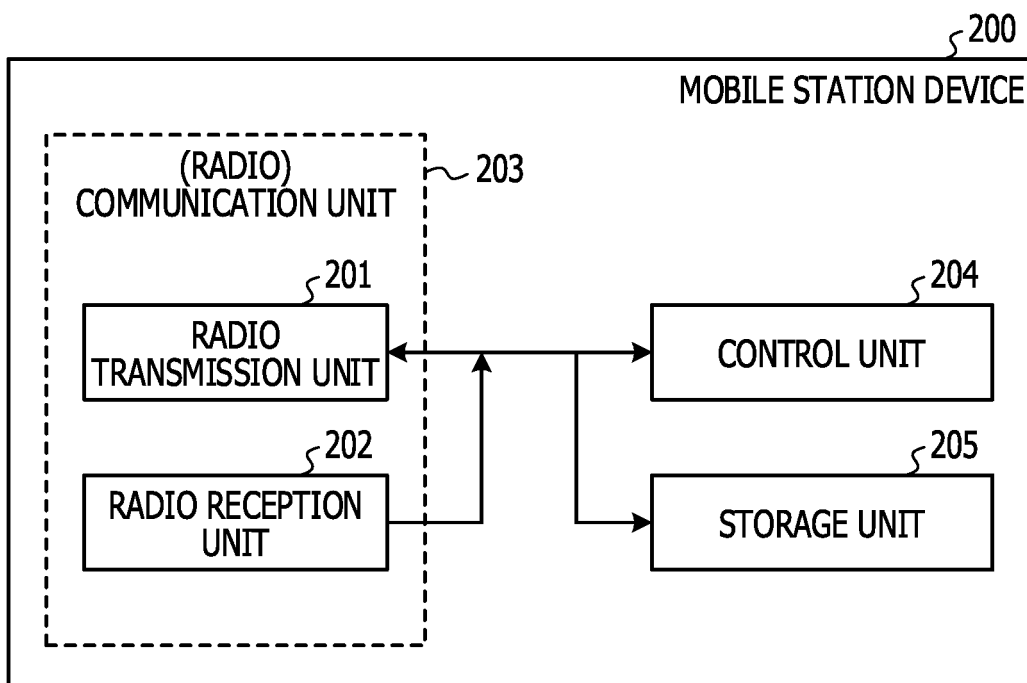 200
MOBILE STATION DEVICE
(RADIO)
COMMUNICATION UNIT
203
201
RADIO
TRANSMISSION UNIT
204
CONTROL UNIT
202
RADIO RECEPTION
UNIT
205
STORAGE UNIT